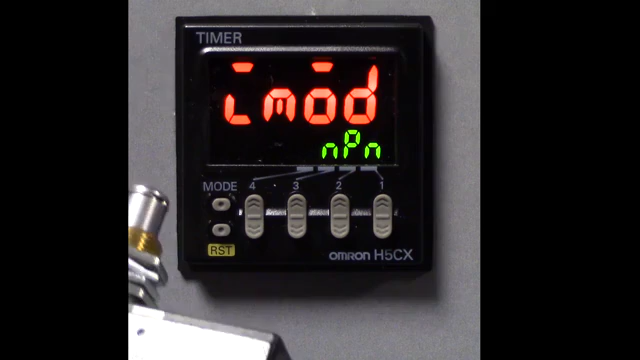 TIMER
imod
nPn
MODE 4 3 2 1
RST
omron H5CX